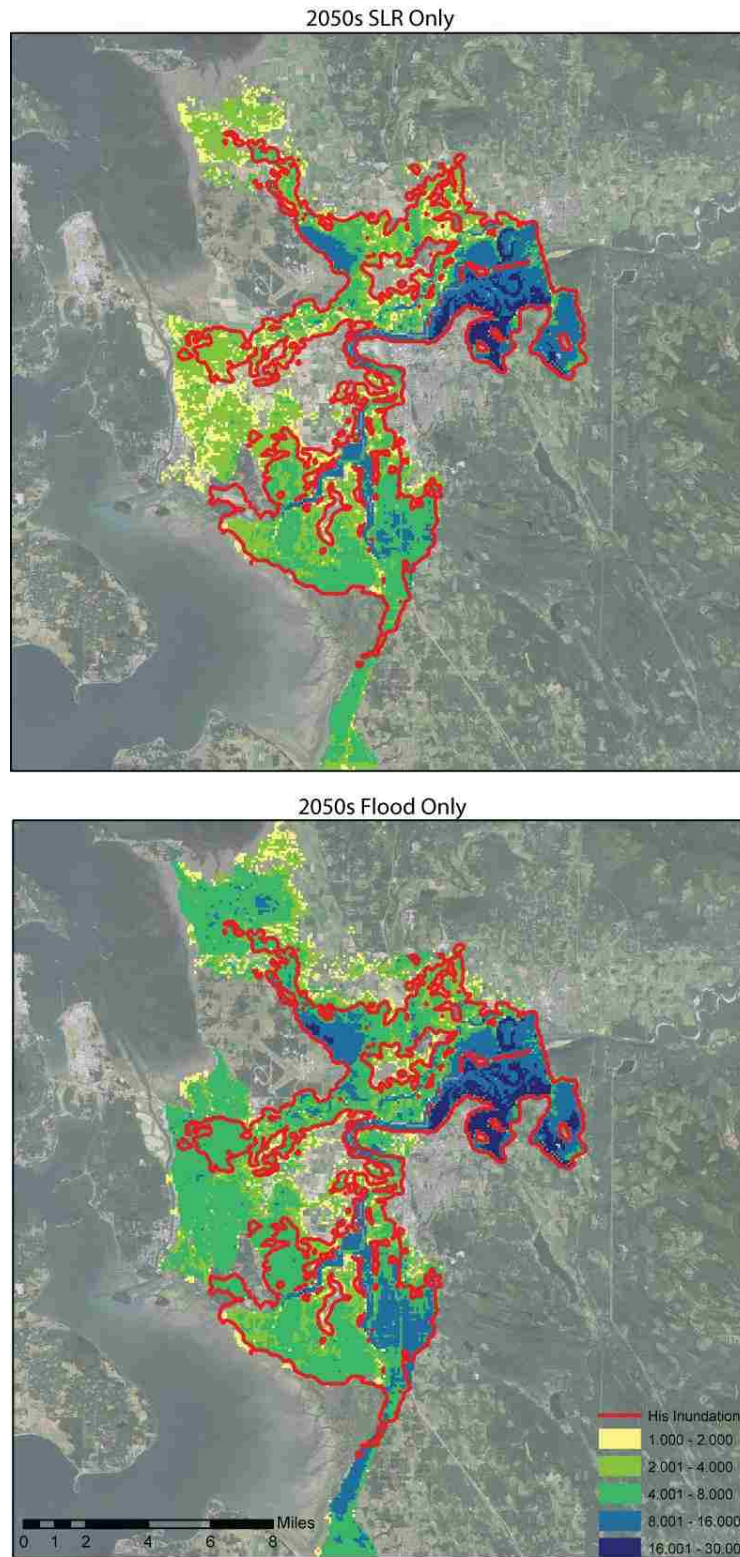 2050s SLR Only
2050s Flood Only
His Inundation
1.000 - 2.000
2.001 - 4.000
4.001 - 8.000
8.001 - 16.000
16.001 - 30.00
0 1 2 4 6 8 Miles